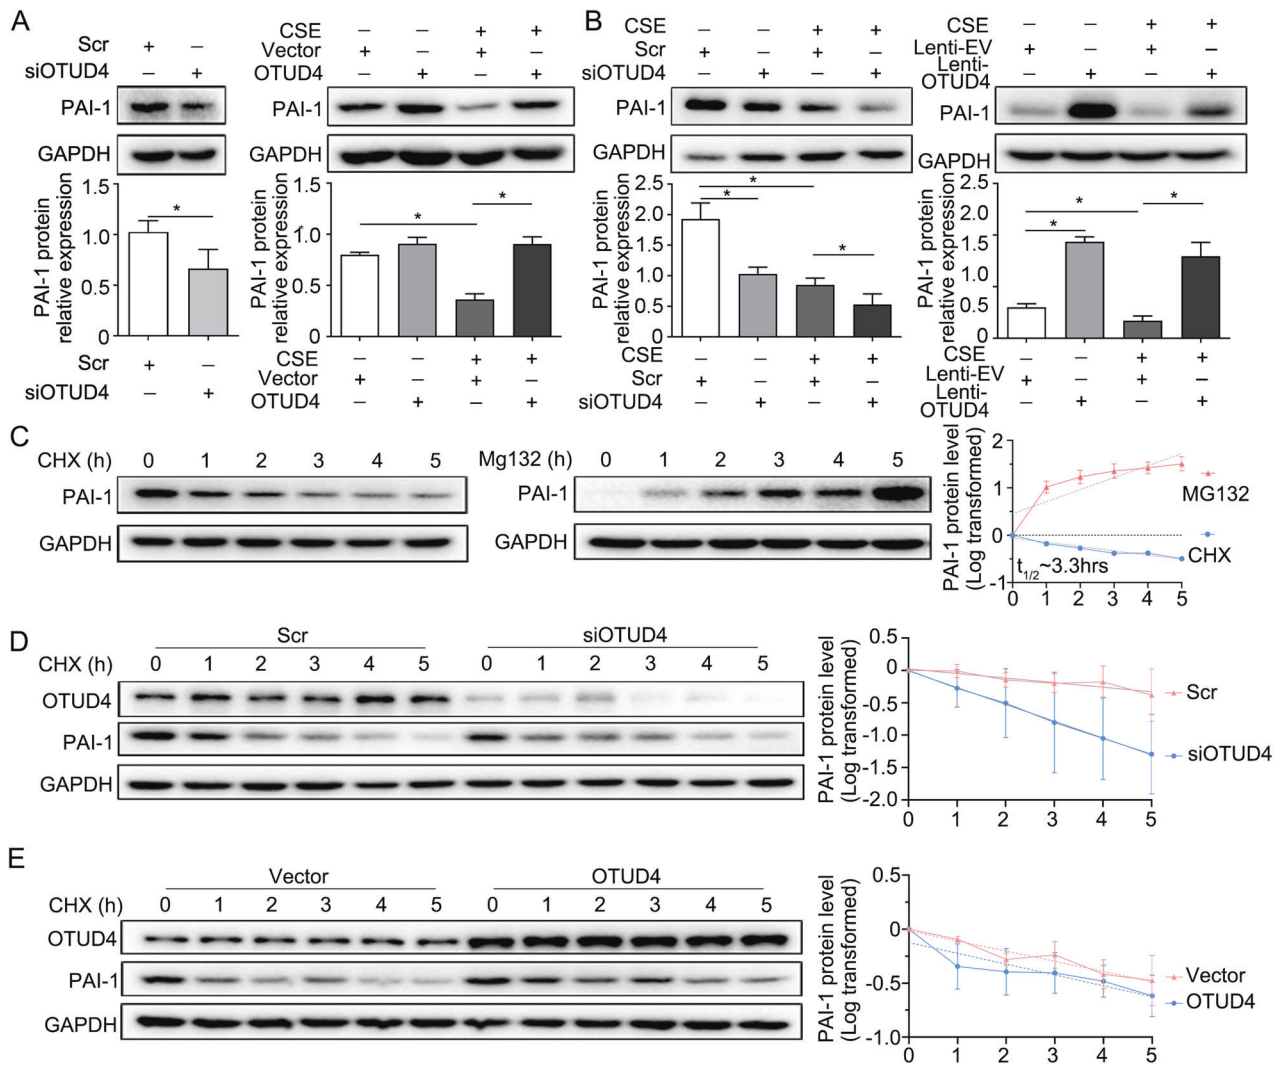 A
Scr + −
siOTUD4 − +
PAI-1
GAPDH
PAI-1 protein
relative expression
1.5
1.0
0.5
0
*
Scr + −
siOTUD4 − +
CSE − − + +
Vector + − + −
OTUD4 − + − +
PAI-1
GAPDH
PAI-1 protein
relative expression
1.5
1.0
0.5
0
* *
CSE − − + +
Vector + − + −
OTUD4 − + − +
B
CSE − − + +
Scr + − + −
siOTUD4 − + − +
PAI-1
GAPDH
PAI-1 protein
relative expression
2.5
2.0
1.5
1.0
0.5
0
* * *
CSE − − + +
Scr + − + −
siOTUD4 − + − +
CSE − − + +
Lenti-EV + − + −
Lenti-
OTUD4 − + − +
PAI-1
GAPDH
PAI-1 protein
relative expression
2.5
2.0
1.0
1.5
0.5
0
* * *
CSE − − + +
Lenti-EV + − + −
Lenti-
OTUD4 − + − +
C
CHX (h) 0 1 2 3 4 5
PAI-1
GAPDH
Mg132 (h) 0 1 2 3 4 5
PAI-1
GAPDH
PAI-1 protein level
(Log transformed)
2
1
0
-1
t1/2~3.3hrs
0 1 2 3 4 5
MG132
CHX
D
Scr siOTUD4
CHX (h) 0 1 2 3 4 5 0 1 2 3 4 5
OTUD4
PAI-1
GAPDH
PAI-1 protein level
(Log transformed)
0.5
0
-0.5
-1.0
-1.5
-2.0
0 1 2 3 4 5
Scr
siOTUD4
E
Vector OTUD4
CHX (h) 0 1 2 3 4 5 0 1 2 3 4 5
OTUD4
PAI-1
GAPDH
PAI-1 protein level
(Log transformed)
0.5
0
-0.5
-1.0
0 1 2 3 4 5
Vector
OTUD4